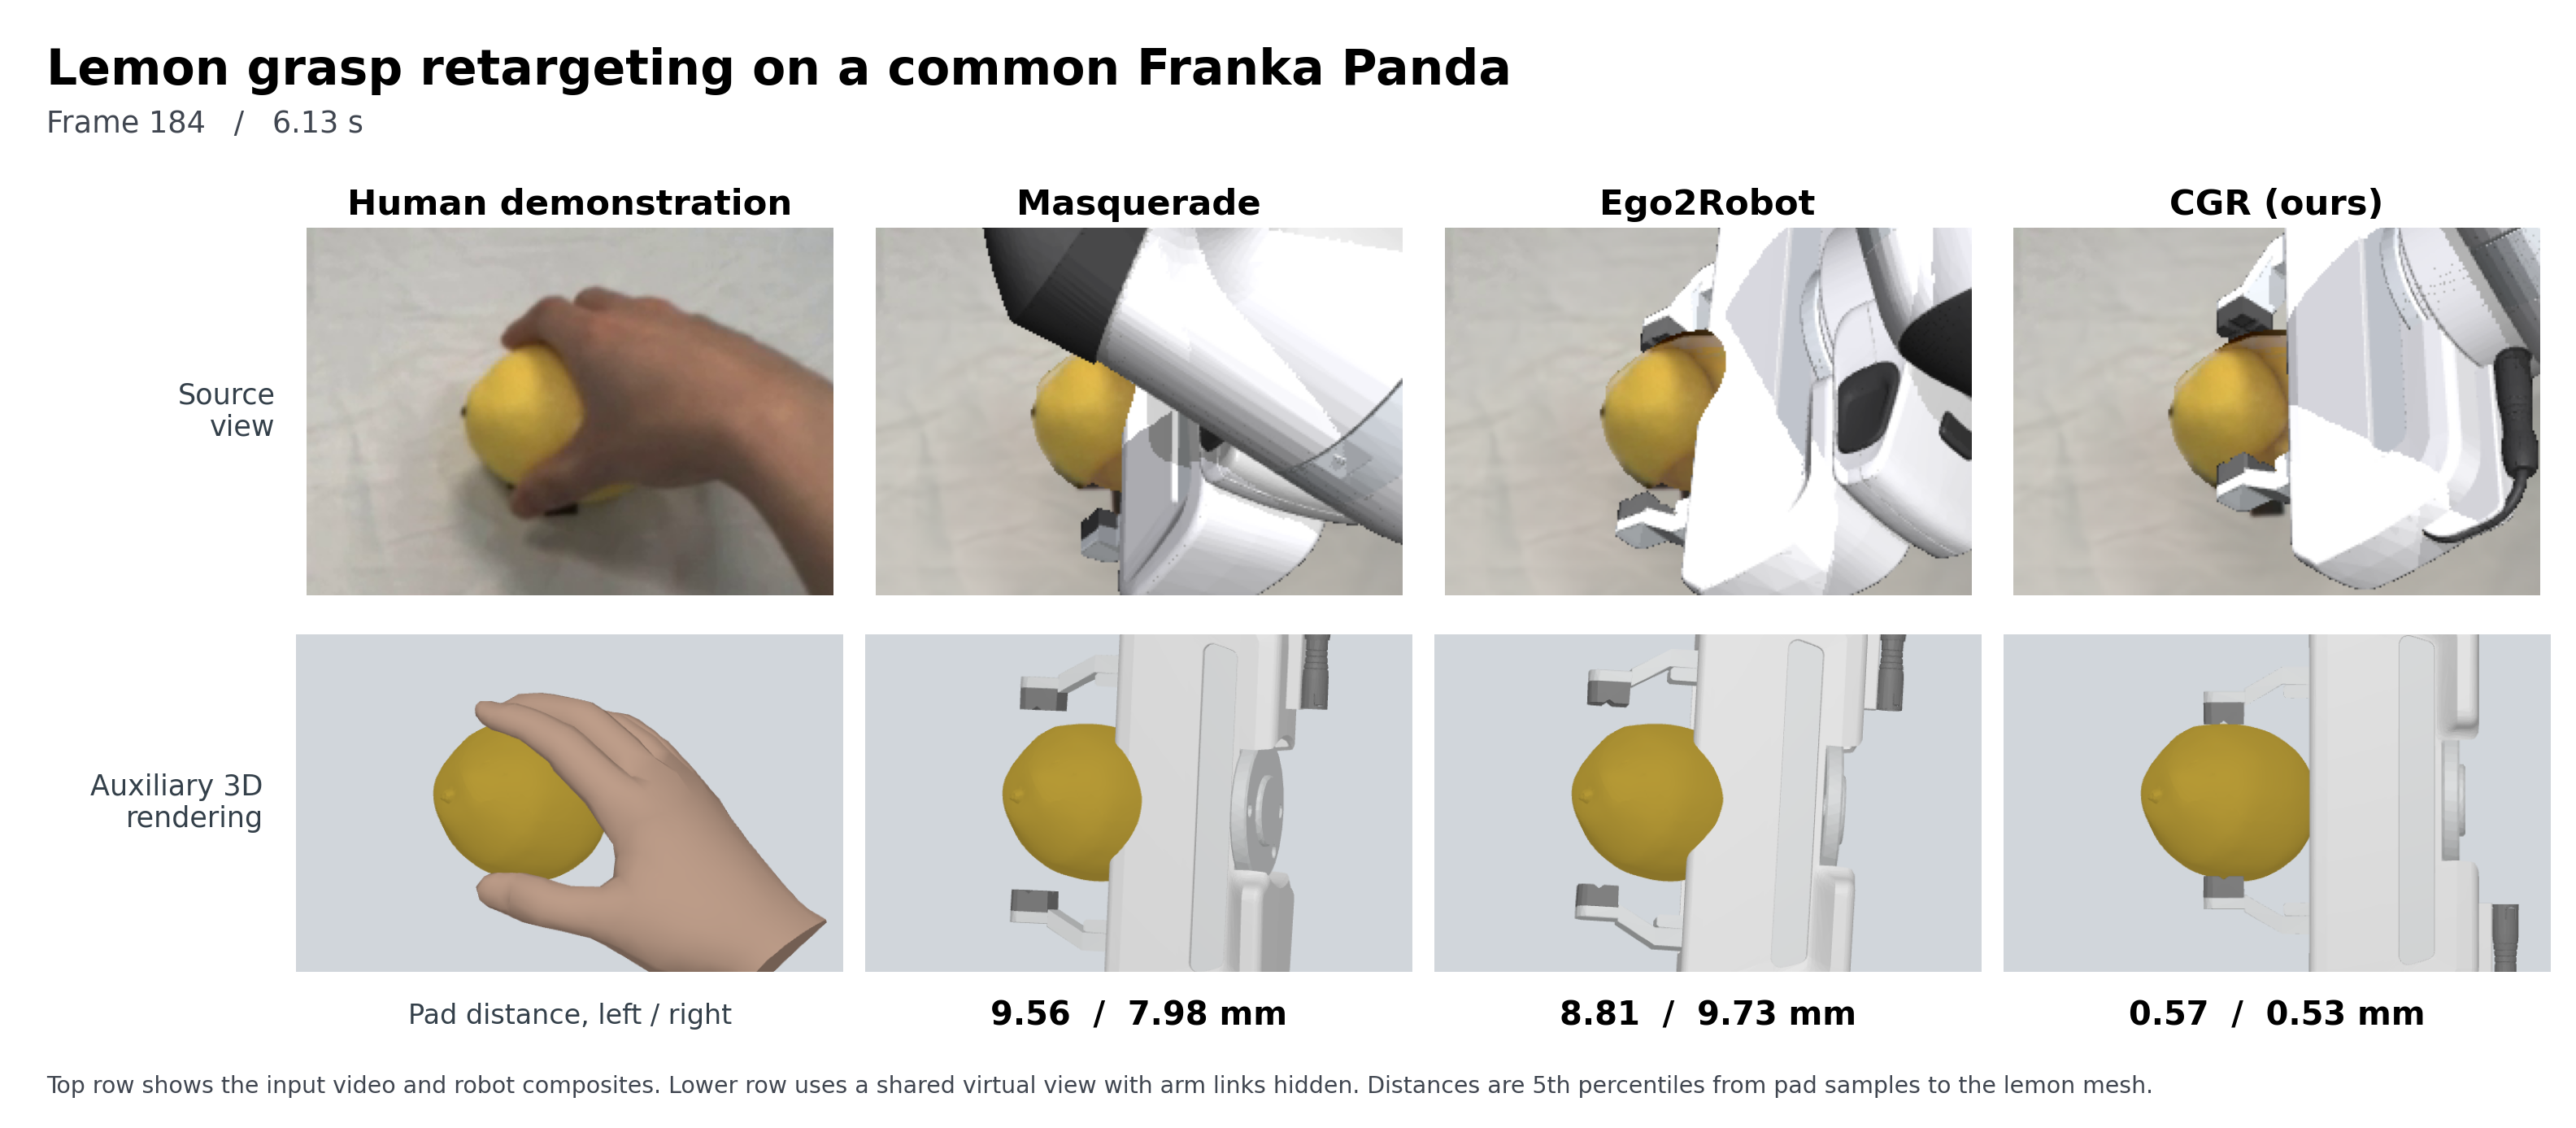 Lemon grasp retargeting on a common Franka Panda
Frame 184 / 6.13 s
Human demonstration
Masquerade
Ego2Robot
CGR (ours)
Source
view
Auxiliary 3D
rendering
Pad distance, left / right
9.56 / 7.98 mm
8.81 / 9.73 mm
0.57 / 0.53 mm
Top row shows the input video and robot composites. Lower row uses a shared virtual view with arm links hidden. Distances are 5th percentiles from pad samples to the lemon mesh.